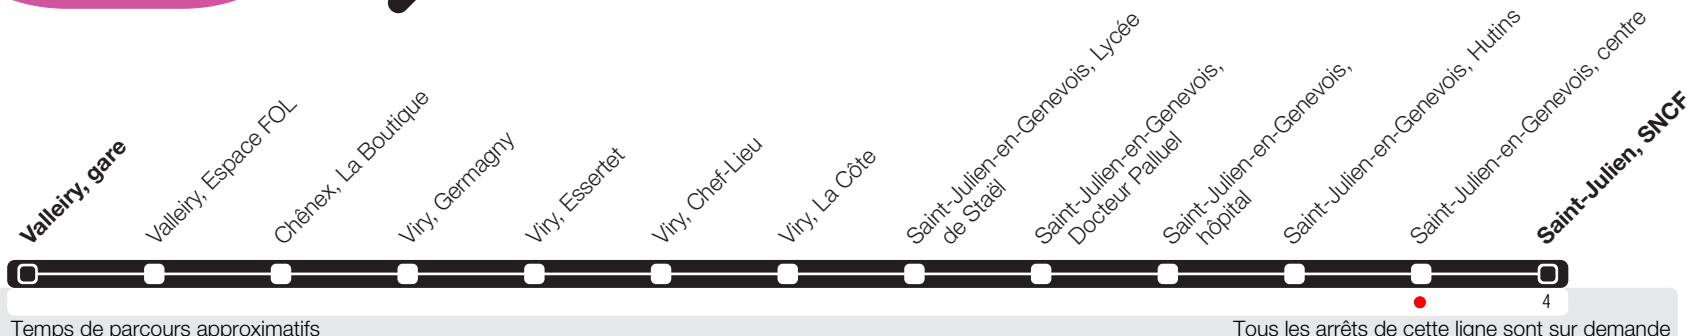 Valleiry, gare
Valleiry, Espace FOL
Chênex, La Boutique
Viry, Germagny
Viry, Essertet
Viry, Chef-Lieu
Viry, La Côte
Saint-Julien-en-Genevois, Lycée
de Staël
Saint-Julien-en-Genevois,
Docteur Palluel
Saint-Julien-en-Genevois,
hôpital
Saint-Julien-en-Genevois, Hutins
Saint-Julien-en-Genevois, centre
Saint-Julien, SNCF
4
Temps de parcours approximatifs
Tous les arrêts de cette ligne sont sur demande